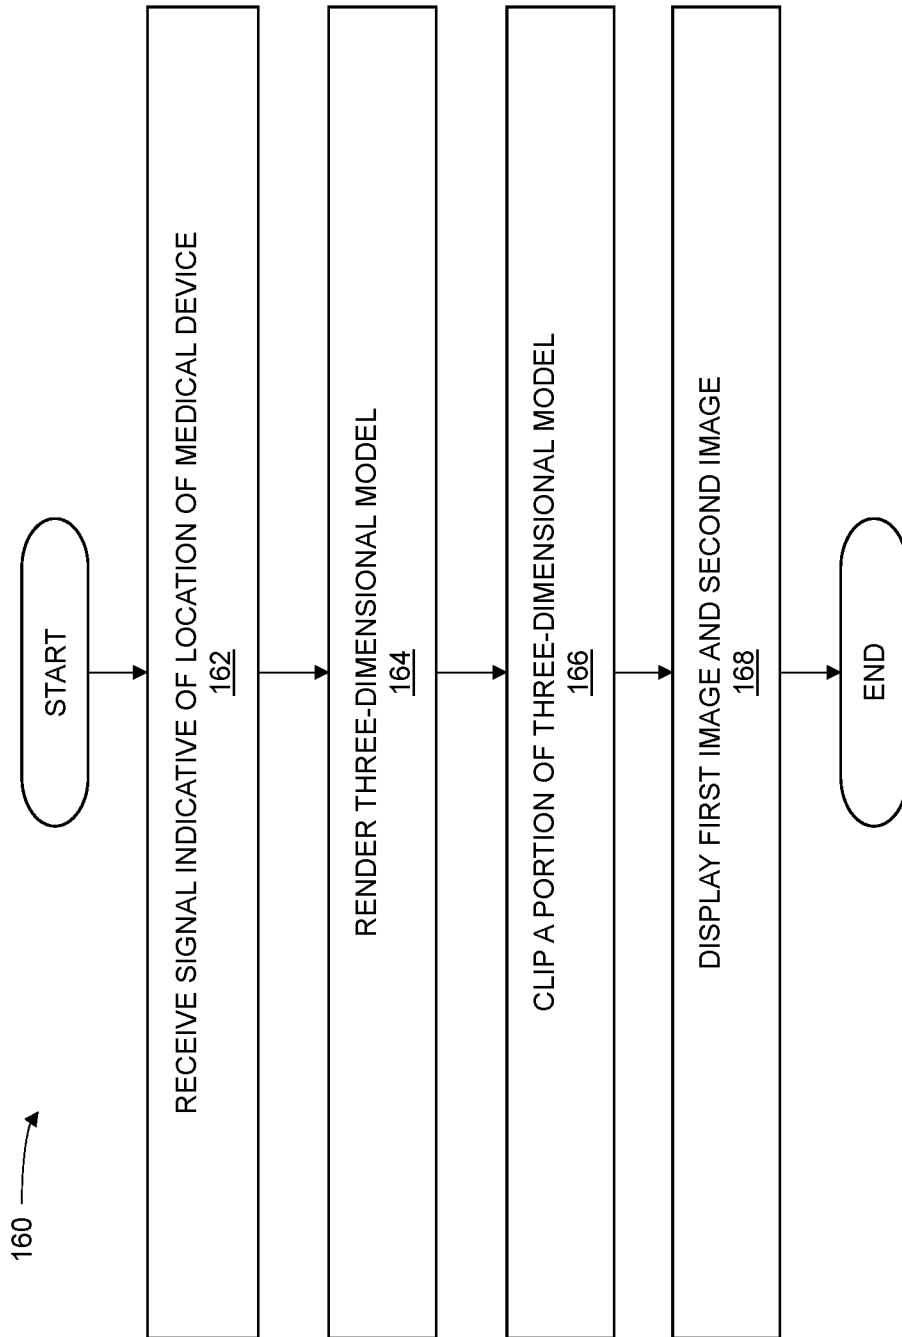 160
START
RECEIVE SIGNAL INDICATIVE OF LOCATION OF MEDICAL DEVICE
162
RENDER THREE-DIMENSIONAL MODEL
164
CLIP A PORTION OF THREE-DIMENSIONAL MODEL
166
DISPLAY FIRST IMAGE AND SECOND IMAGE
168
END